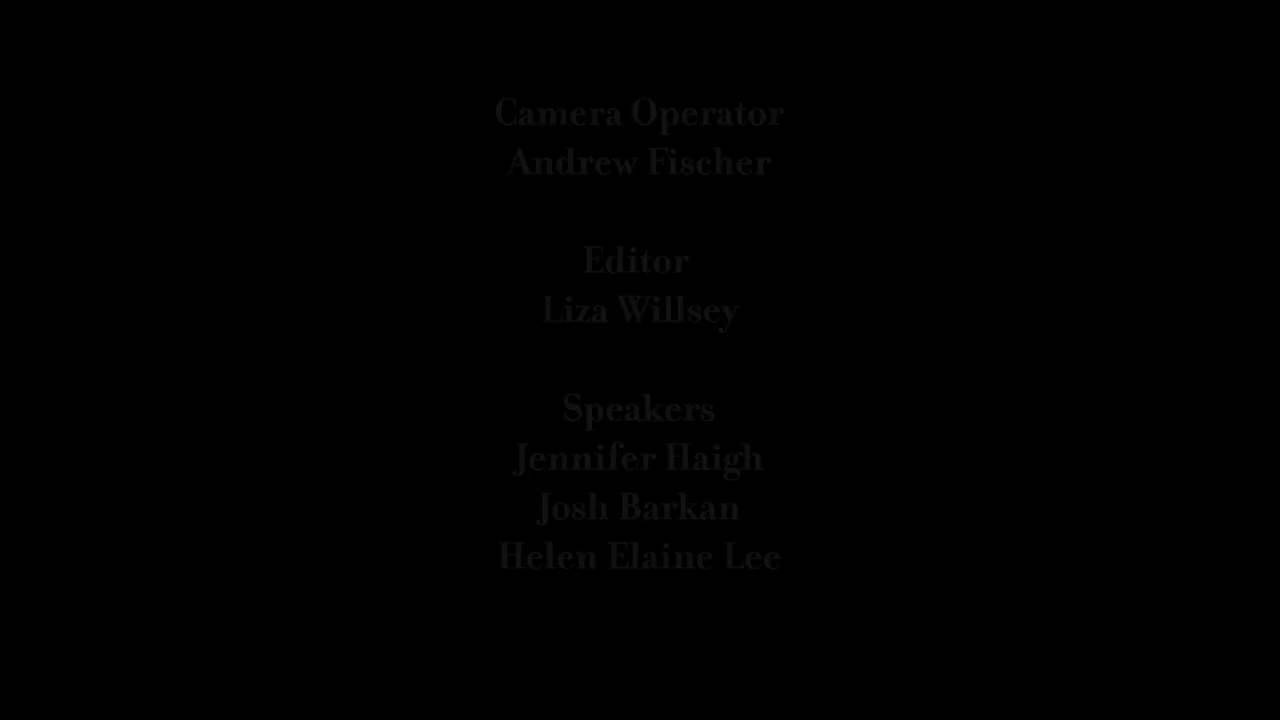 Camera Operator
Andrew Fischer
Editor
Liza Willsey
Speakers
Jennifer Haigh
Josh Barkan
Helen Elaine Lee